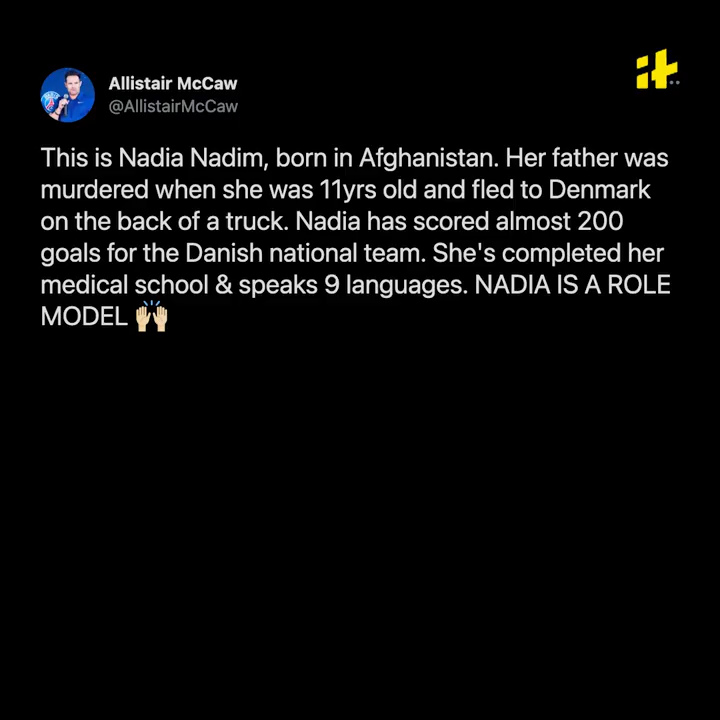 Allistair McCaw
@AllistairMcCaw
This is Nadia Nadim, born in Afghanistan. Her father was
murdered when she was 11yrs old and fled to Denmark
on the back of a truck. Nadia has scored almost 200
goals for the Danish national team. She's completed her
medical school & speaks 9 languages. NADIA IS A ROLE
MODEL 🙌🏼